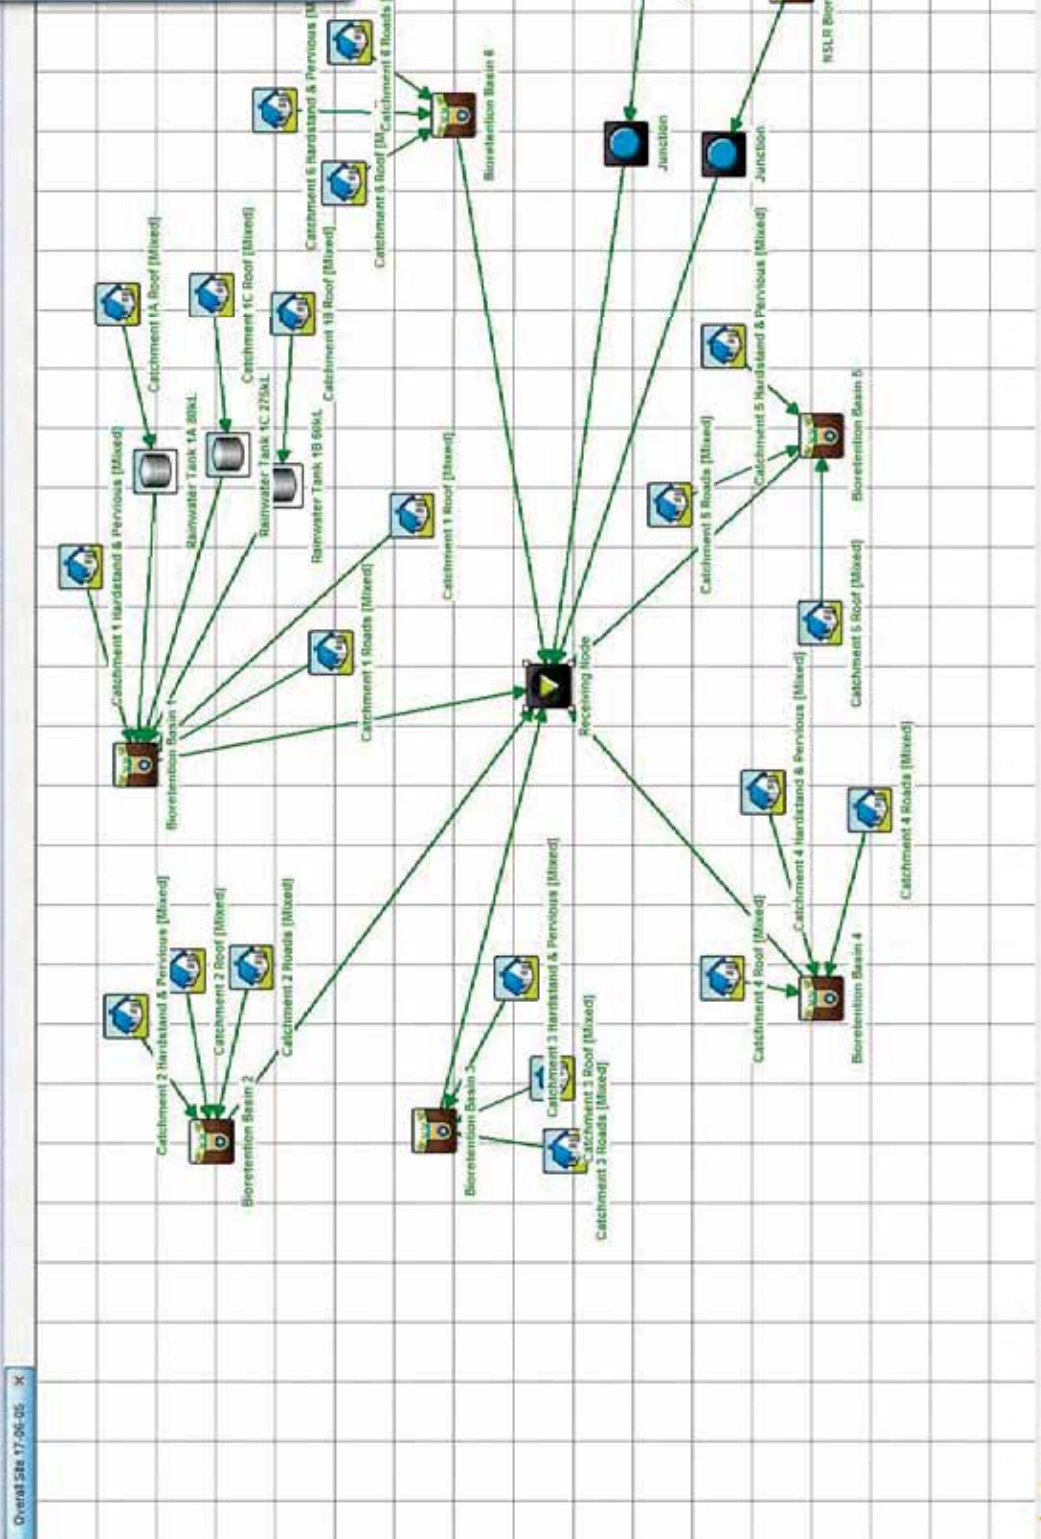 Overall Site 17-06-05
Catchment 2 Hardstand & Pervious [Mixed]
Catchment 2 Roof [Mixed]
Catchment 2 Roads [Mixed]
Bioretention Basin 2
Catchment 1 Hardstand & Pervious [Mixed]
Bioretention Basin 1
Catchment 1A Roof [Mixed]
Rainwater Tank 1A 80kL
Catchment 1C Roof [Mixed]
Rainwater Tank 1C 275kL
Catchment 1B Roof [Mixed]
Rainwater Tank 1B 60kL
Catchment 1 Roads [Mixed]
Catchment 1 Roof [Mixed]
Catchment 6 Hardstand & Pervious [M
Catchment 6 Roof [M
Catchment 6 Roads
Bioretention Basin 6
Bioretention Basin 3
Catchment 3 Hardstand & Pervious [Mixed]
Catchment 3 Roof [Mixed]
Catchment 3 Roads [Mixed]
Receiving Node
Junction
Junction
NSLR Bior
Catchment 5 Roads [Mixed]
Catchment 5 Hardstand & Pervious [Mixed]
Catchment 5 Roof [Mixed]
Bioretention Basin 5
Catchment 4 Roof [Mixed]
Catchment 4 Hardstand & Pervious [Mixed]
Catchment 4 Roads [Mixed]
Bioretention Basin 4